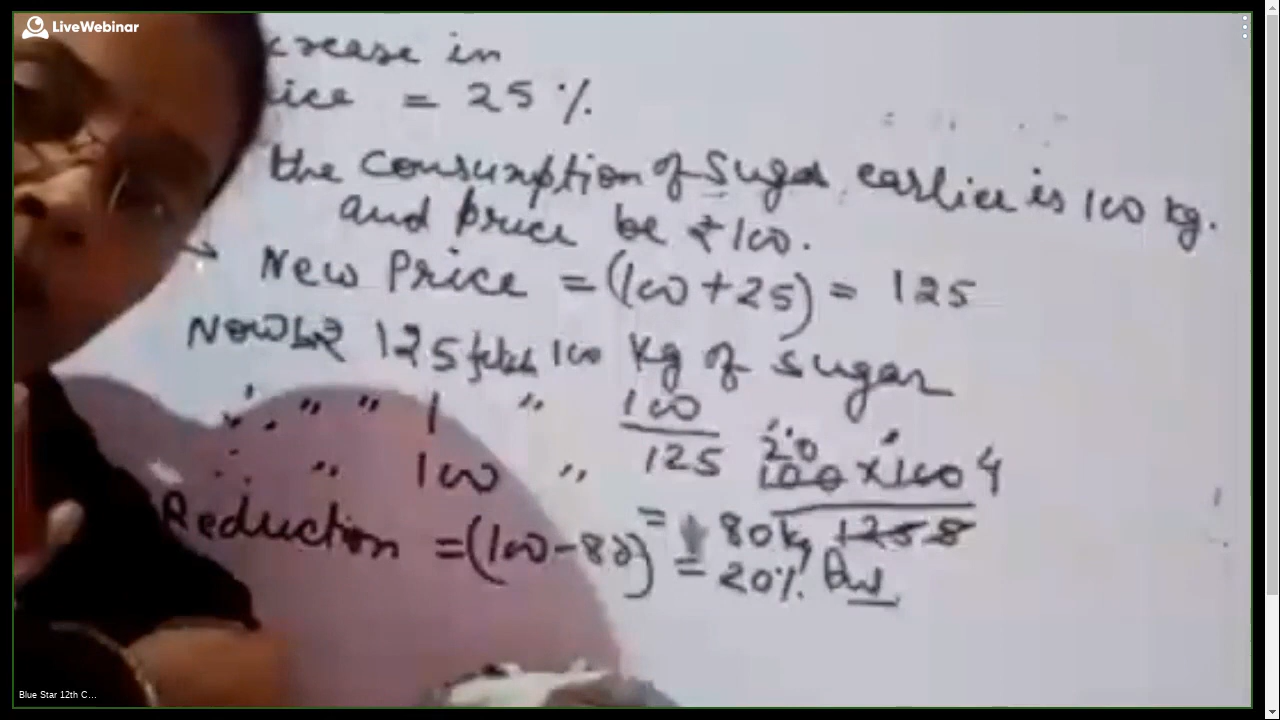 LiveWebinar
crease in
ice = 25%
the consumption of sugar earlier is 100 kg.
and price be ₹100.
→ New Price = (100+25) = 125
Now 125 fetch 100 kg of sugar
∴ " " 1 " 100/125
∴ " 100 " 100 x 100 20 4 / 125 5
= 80kg
Reduction = (100-80) = 20% Ans
Blue Star 12th C...